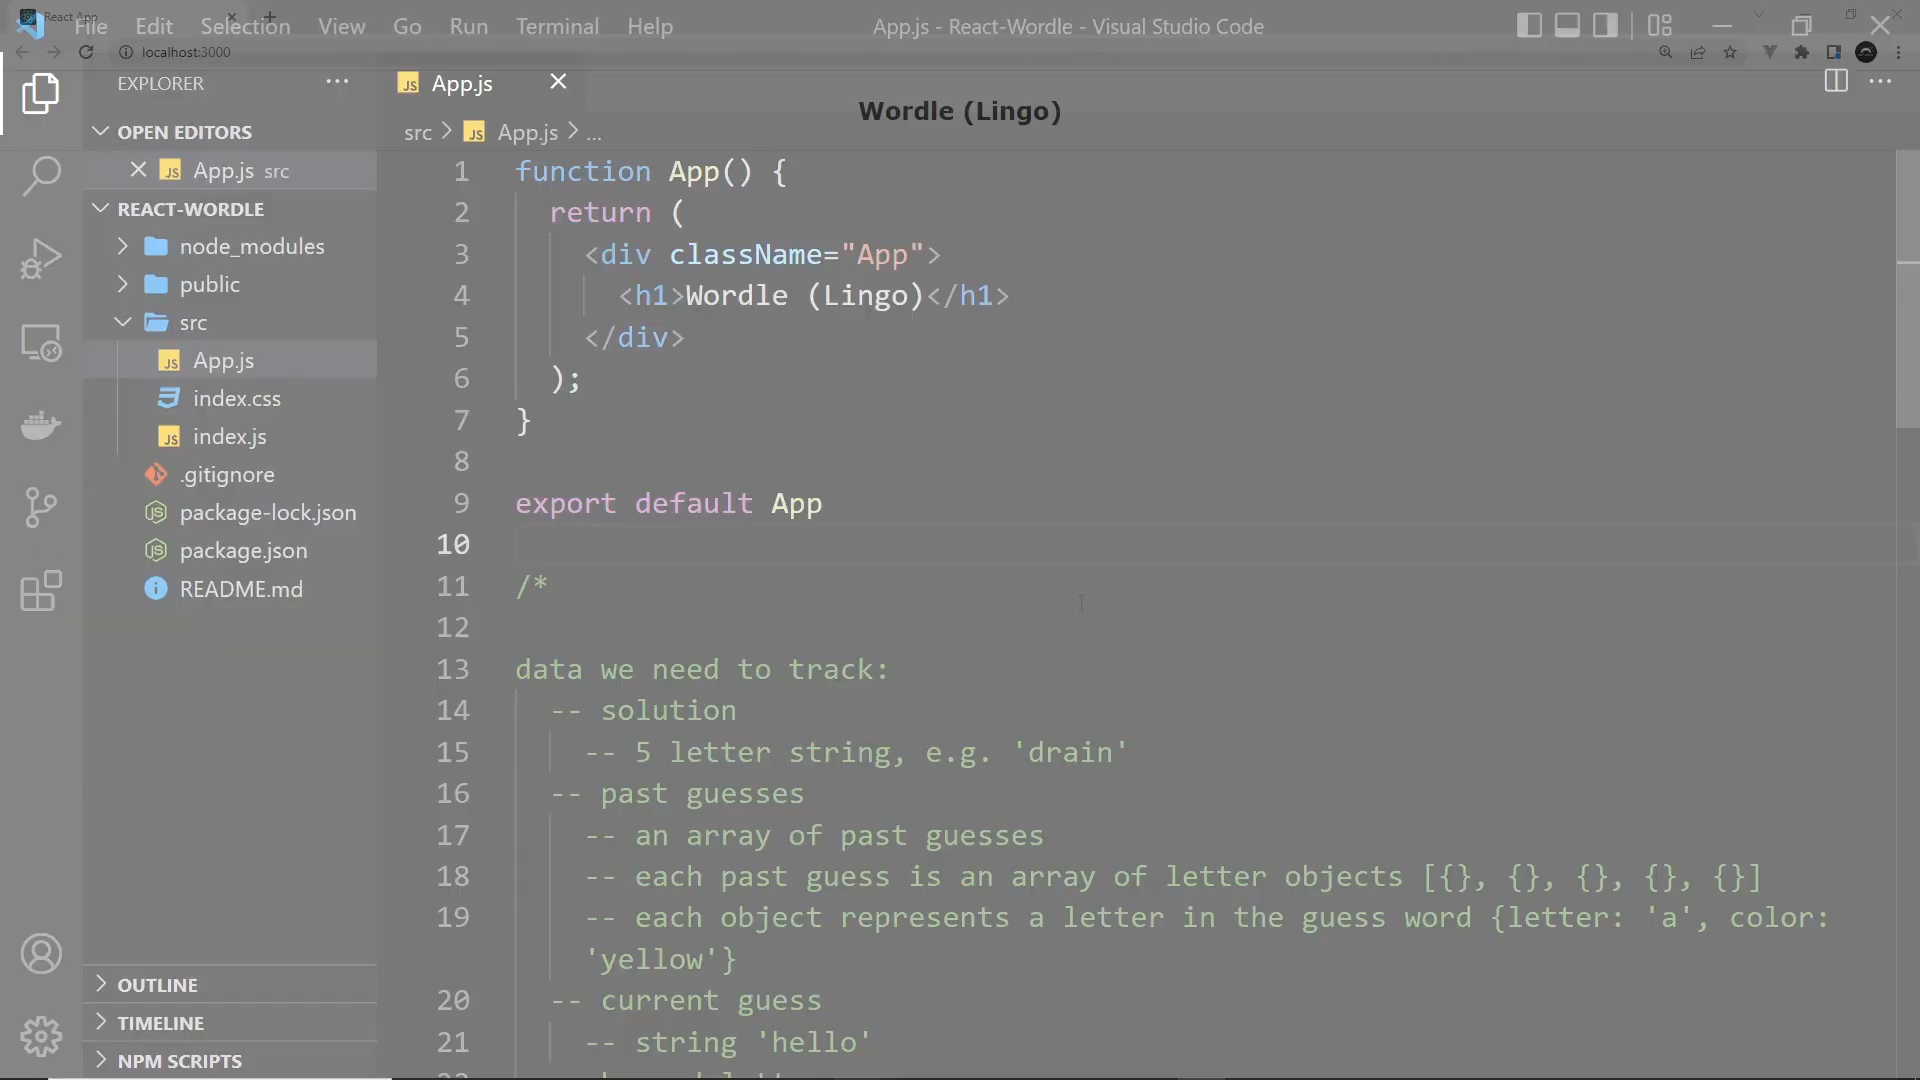 React App
File Edit Selection View Go Run Terminal Help
App.js - React-Wordle - Visual Studio Code
localhost:3000
EXPLORER
App.js
Wordle (Lingo)
src > App.js > ...
OPEN EDITORS
App.js src
REACT-WORDLE
node_modules
public
src
App.js
index.css
index.js
.gitignore
package-lock.json
package.json
README.md
OUTLINE
TIMELINE
NPM SCRIPTS
1 function App() {
2 return (
3 <div className="App">
4 <h1>Wordle (Lingo)</h1>
5 </div>
6 );
7 }
8
9 export default App
10
11 /*
12
13 data we need to track:
14 -- solution
15 -- 5 letter string, e.g. 'drain'
16 -- past guesses
17 -- an array of past guesses
18 -- each past guess is an array of letter objects [{}, {}, {}, {}, {}]
19 -- each object represents a letter in the guess word {letter: 'a', color:
'yellow'}
20 -- current guess
21 -- string 'hello'